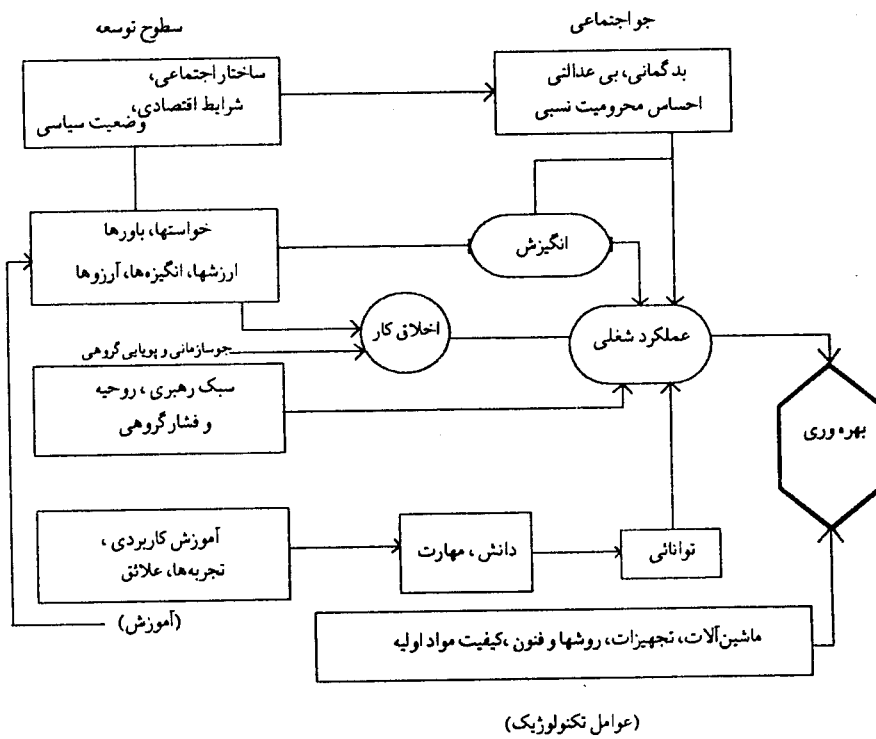 سطوح توسعه
جو اجتماعی
ساختار اجتماعی،
شرایط اقتصادی،
وضعیت سیاسی
بدگمانی، بی عدالتی
احساس محرومیت نسبی
خواستها، باورها
ارزشها، انگیزه‌ها، آرزوها
انگیزش
اخلاق کار
عملکرد شغلی
جوسازمانی و پویایی گروهی
سبک رهبری، روحیه
و فشار گروهی
بهره وری
آموزش کاربردی،
تجربه‌ها، علائق
دانش، مهارت
توانائی
(آموزش)
ماشین‌آلات، تجهیزات، روشها و فنون، کیفیت مواد اولیه
(عوامل تکنولوژیک)